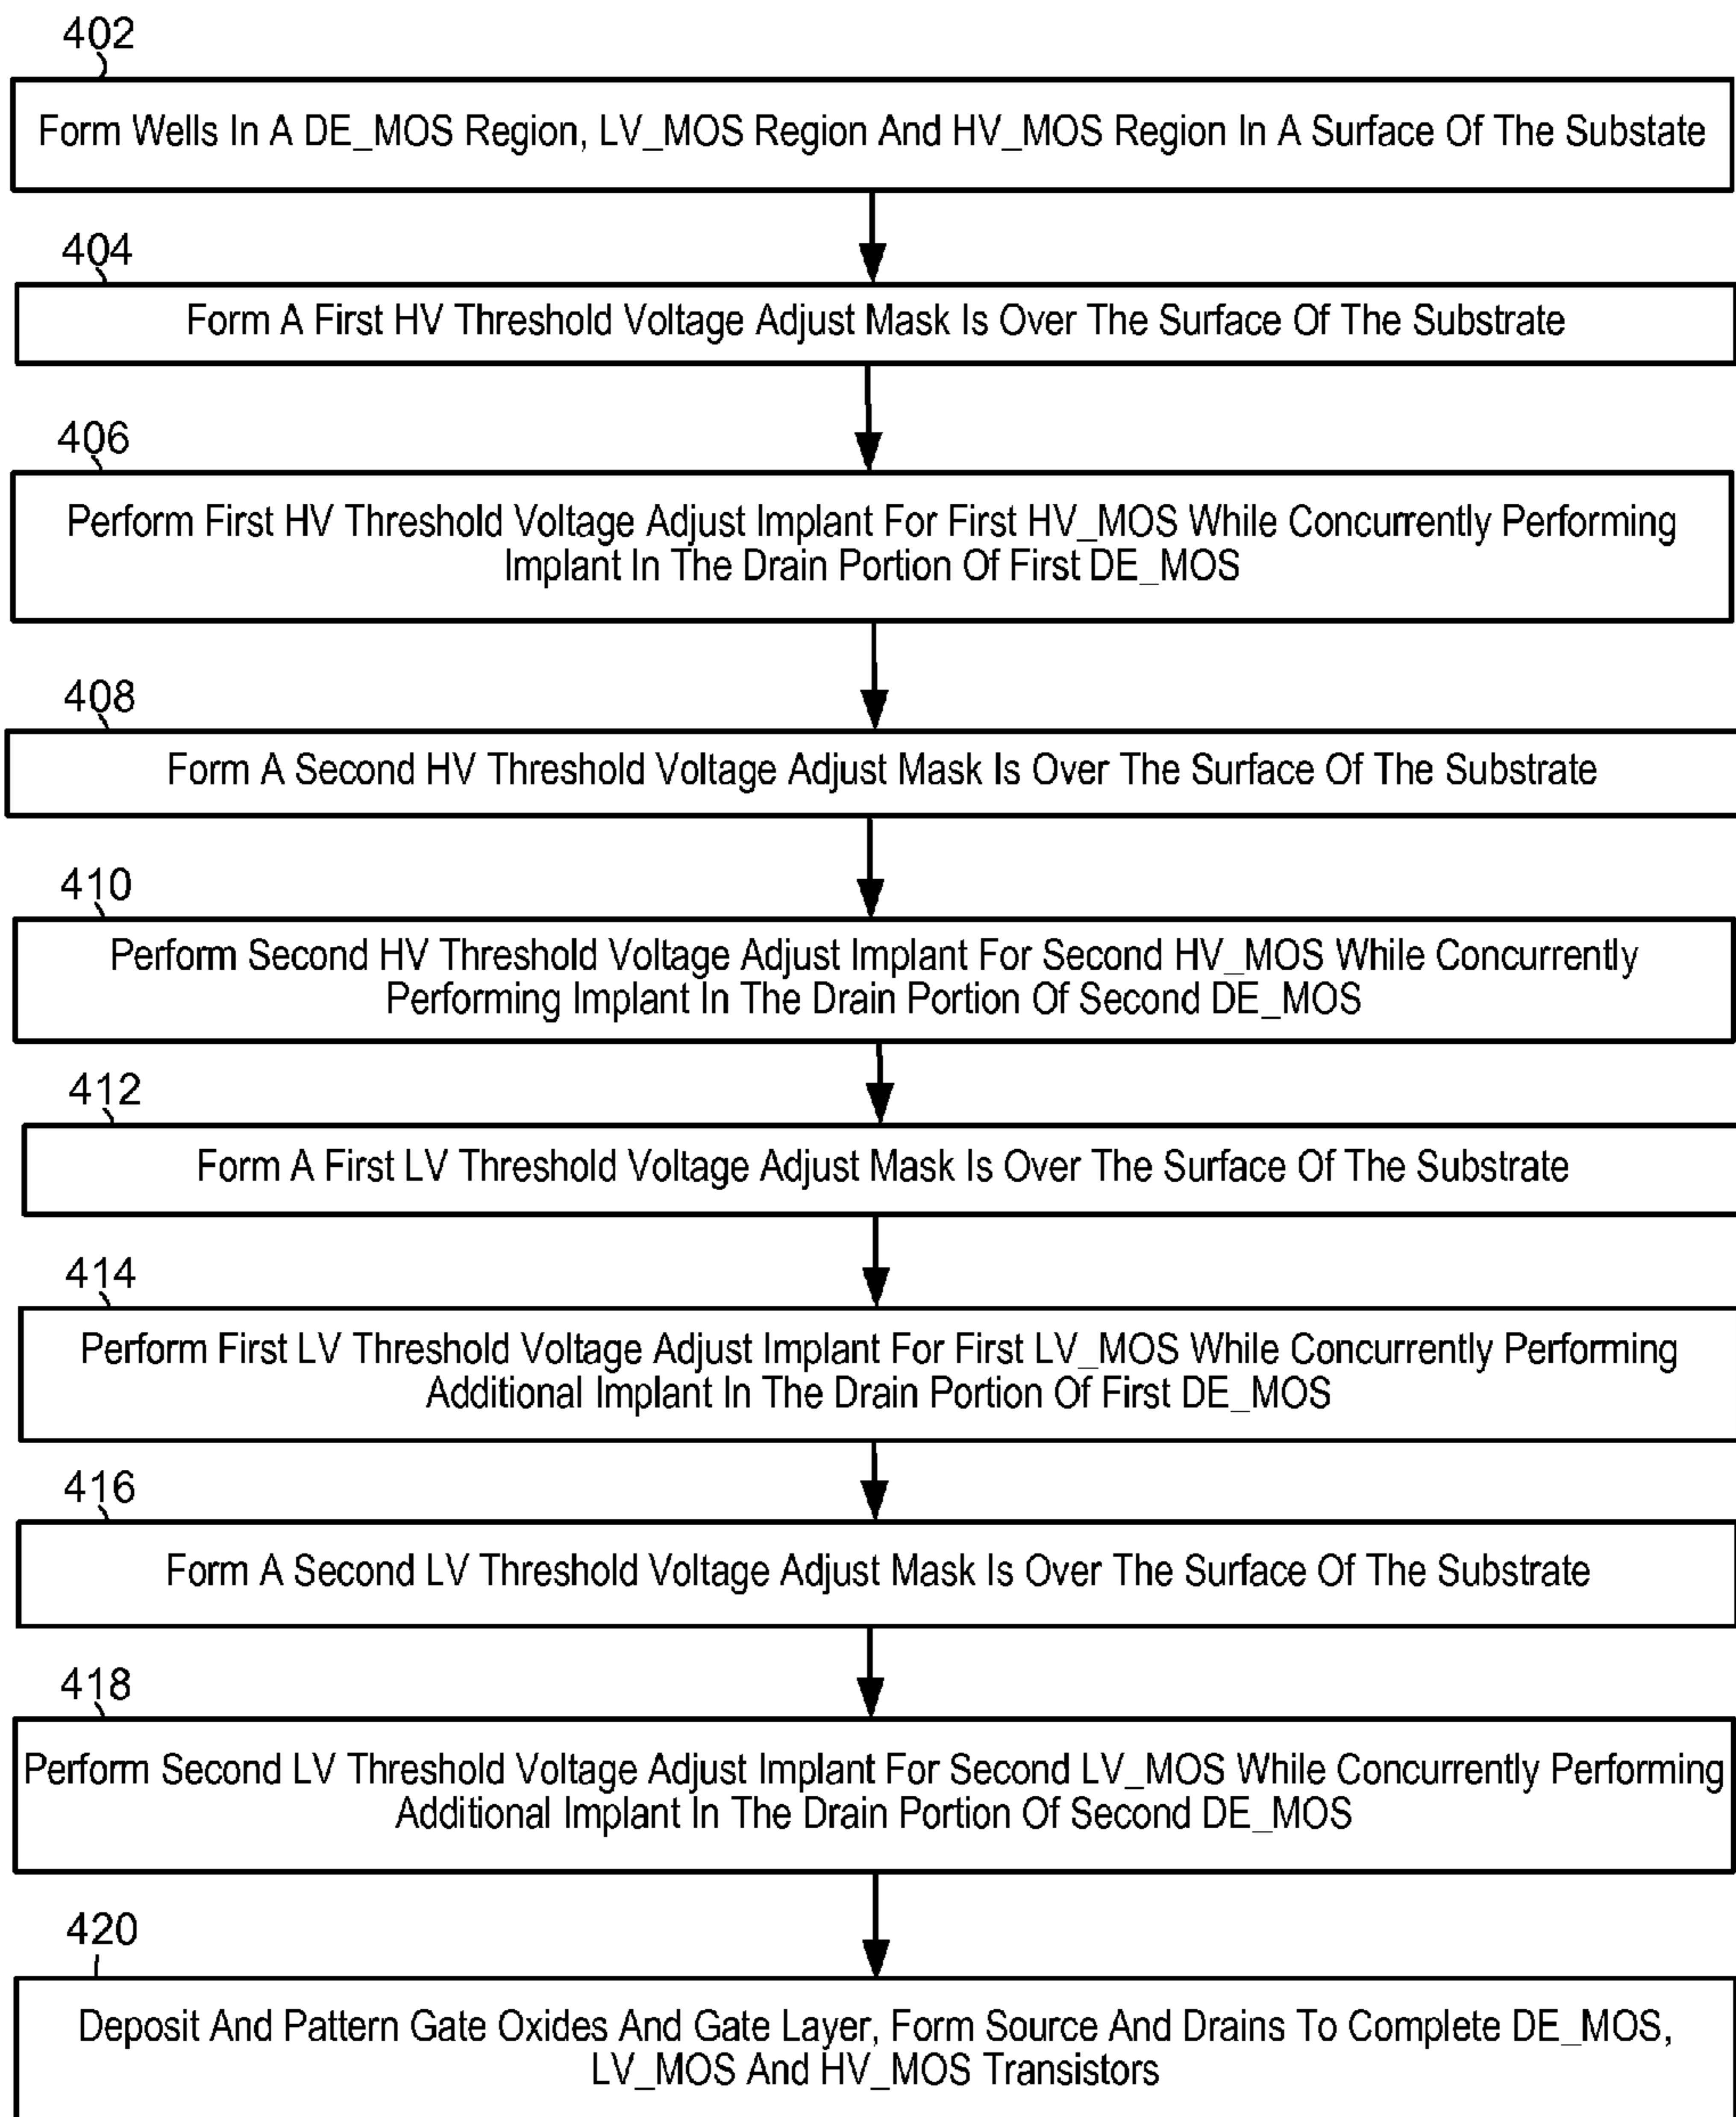 402
Form Wells In A DE_MOS Region, LV_MOS Region And HV_MOS Region In A Surface Of The Substate
404
Form A First HV Threshold Voltage Adjust Mask Is Over The Surface Of The Substrate
406
Perform First HV Threshold Voltage Adjust Implant For First HV_MOS While Concurrently Performing
Implant In The Drain Portion Of First DE_MOS
408
Form A Second HV Threshold Voltage Adjust Mask Is Over The Surface Of The Substrate
410
Perform Second HV Threshold Voltage Adjust Implant For Second HV_MOS While Concurrently
Performing Implant In The Drain Portion Of Second DE_MOS
412
Form A First LV Threshold Voltage Adjust Mask Is Over The Surface Of The Substrate
414
Perform First LV Threshold Voltage Adjust Implant For First LV_MOS While Concurrently Performing
Additional Implant In The Drain Portion Of First DE_MOS
416
Form A Second LV Threshold Voltage Adjust Mask Is Over The Surface Of The Substrate
418
Perform Second LV Threshold Voltage Adjust Implant For Second LV_MOS While Concurrently Performing
Additional Implant In The Drain Portion Of Second DE_MOS
420
Deposit And Pattern Gate Oxides And Gate Layer, Form Source And Drains To Complete DE_MOS,
LV_MOS And HV_MOS Transistors